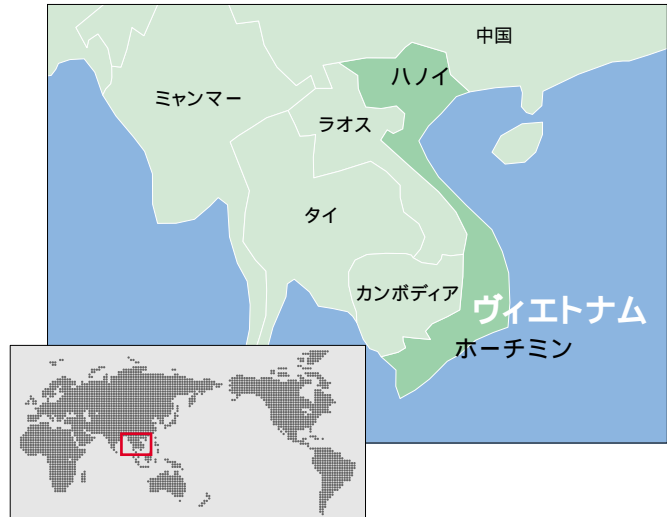 中国
ハノイ
ミャンマー
ラオス
タイ
カンボディア
ヴィエトナム
ホーチミン